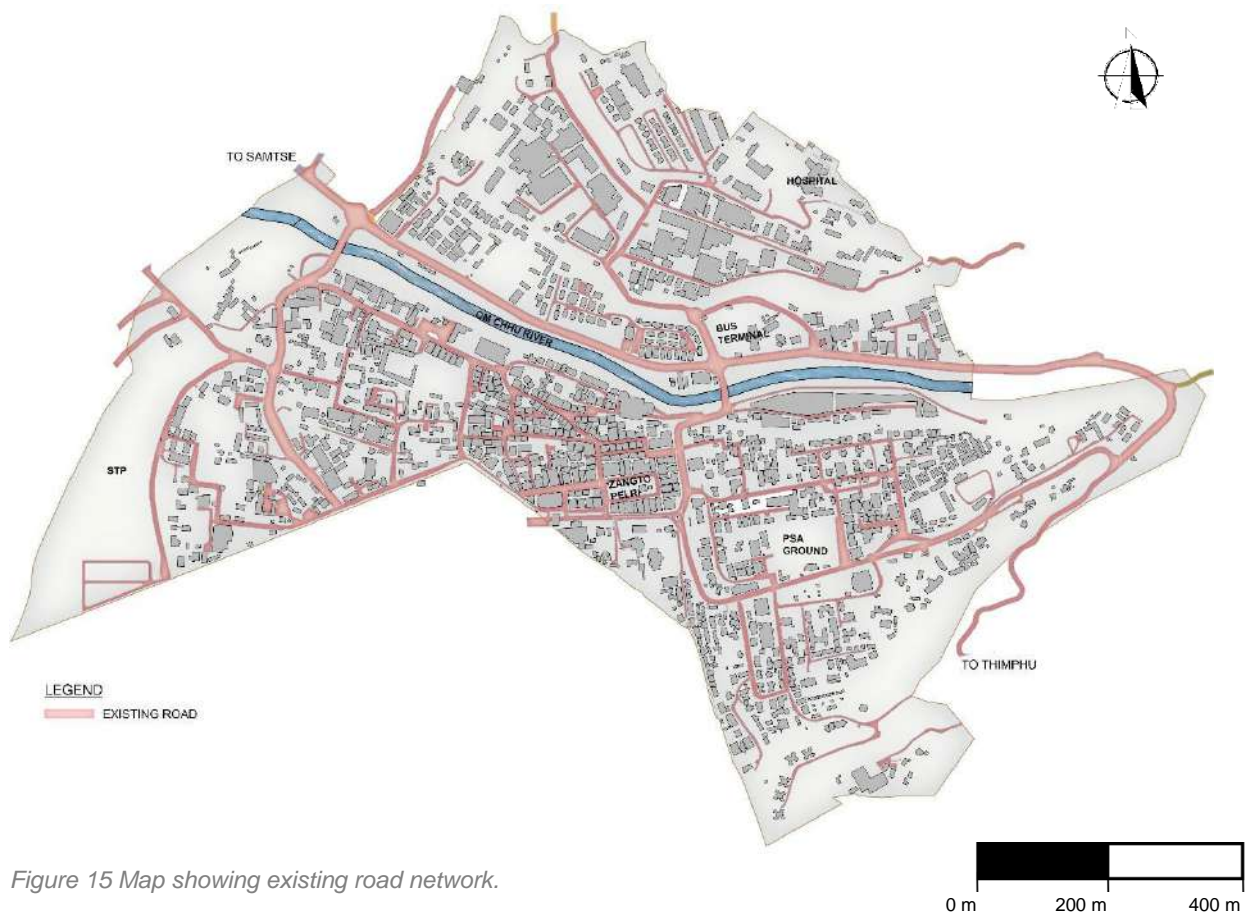 N
TO SAMTSE
HOSPITAL
OM CHHU RIVER
BUS
TERMINAL
STP
ZANGTO
PELRI
PSA
GROUND
TO THIMPHU
LEGEND
EXISTING ROAD
Figure 15 Map showing existing road network.
0 m 200 m 400 m